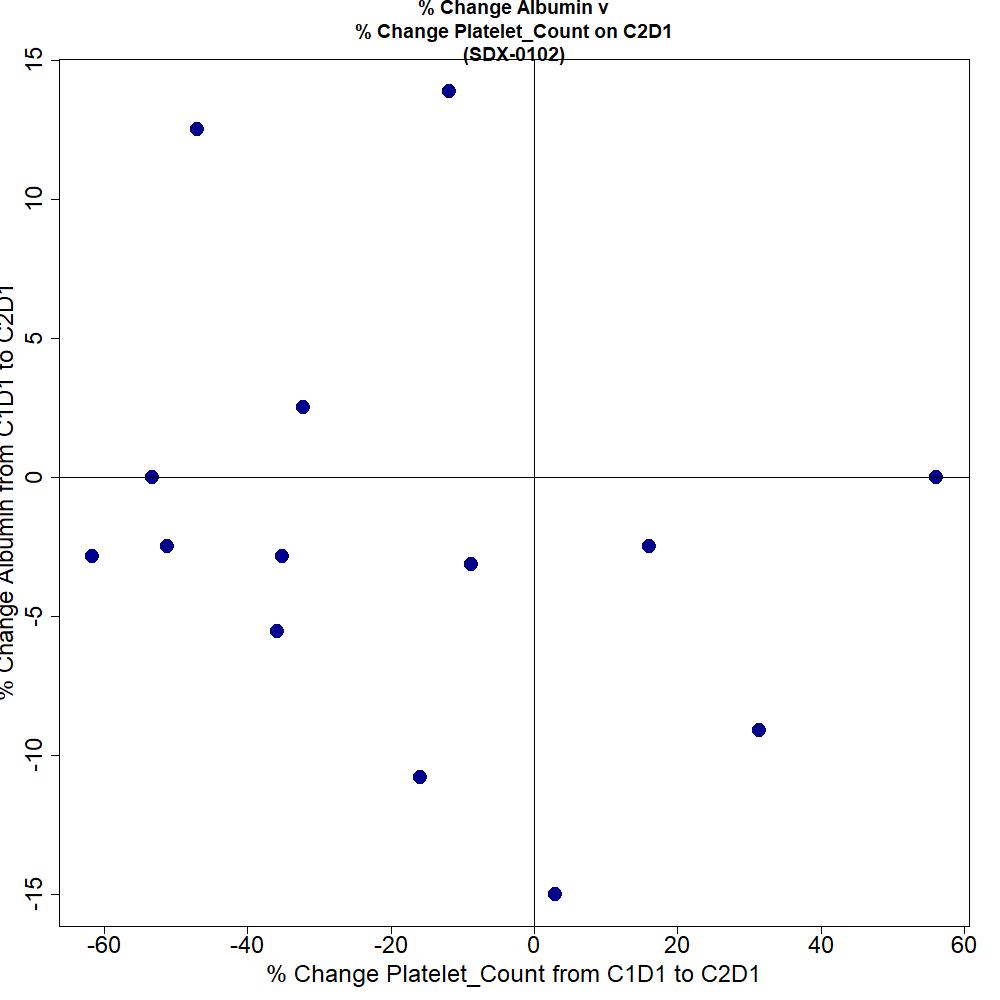 % Change Albumin v
% Change Platelet_Count on C2D1
(SDX-0102)
% Change Albumin from C1D1 to C2D1
15
10
5
0
-5
-10
-15
-60
-40
-20
0
20
40
60
% Change Platelet_Count from C1D1 to C2D1